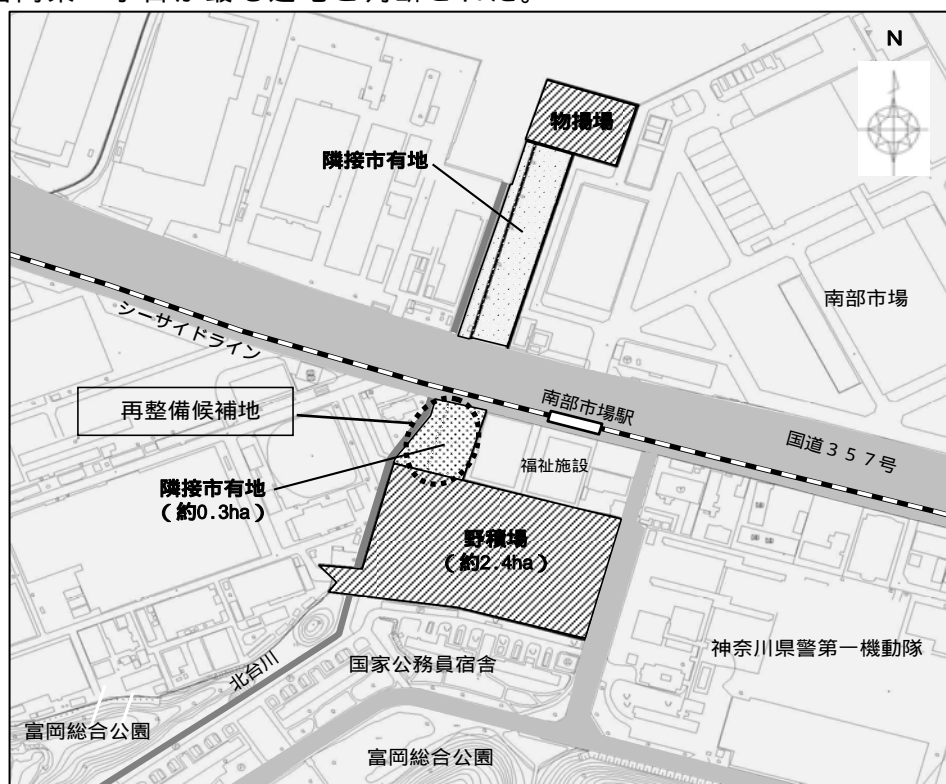 N
物揚場
隣接市有地
南部市場
シーサイドライン
再整備候補地
南部市場駅
国道３５７号
福祉施設
隣接市有地
（約0.3ha）
野積場
（約2.4ha）
神奈川県警第一機動隊
国家公務員宿舎
北台川
富岡総合公園
富岡総合公園